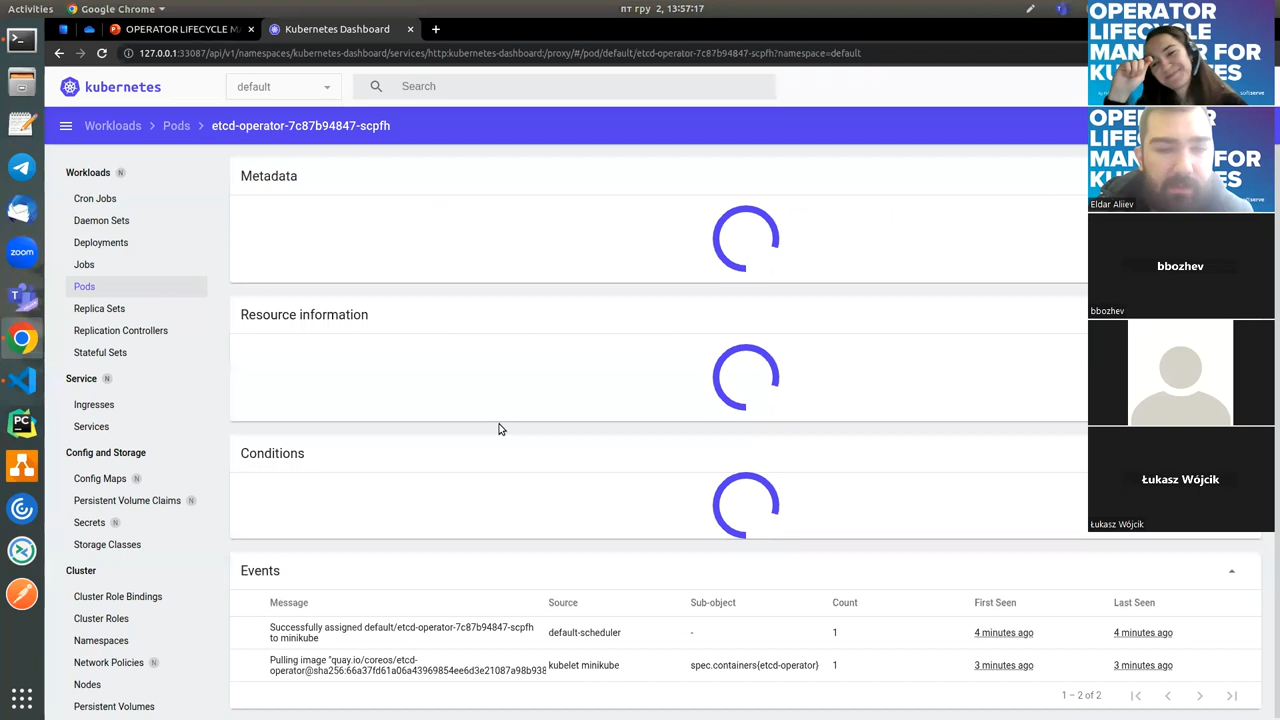 Activities
Google Chrome
пт гру 2, 13:57:17
OPERATOR LIFECYCLE M
Kubernetes Dashboard
127.0.0.1:33087/api/v1/namespaces/kubernetes-dashboard/services/http:kubernetes-dashboard:/proxy/#/pod/default/etcd-operator-7c87b94847-scpfh?namespace=default
kubernetes
default
Search
Workloads
Pods
etcd-operator-7c87b94847-scpfh
Workloads N
Cron Jobs
Daemon Sets
Deployments
Jobs
Pods
Replica Sets
Replication Controllers
Stateful Sets
Service N
Ingresses
Services
Config and Storage
Config Maps N
Persistent Volume Claims N
Secrets N
Storage Classes
Cluster
Cluster Role Bindings
Cluster Roles
Namespaces
Network Policies N
Nodes
Persistent Volumes
Metadata
Resource information
Conditions
Events
Message Source Sub-object Count First Seen Last Seen
Successfully assigned default/etcd-operator-7c87b94847-scpfh
to minikube
default-scheduler - 1 4 minutes ago 4 minutes ago
Pulling image "quay.io/coreos/etcd-
operator@sha256:66a37fd61a06a43969854ee6d3e21087a98b938
kubelet minikube spec.containers{etcd-operator} 1 3 minutes ago 3 minutes ago
1 – 2 of 2
zoom
PC
OPERATOR
MAN FOR
softserve
Eldar Aliiev
bbozhev
bbozhev
Łukasz Wójcik
Łukasz Wójcik